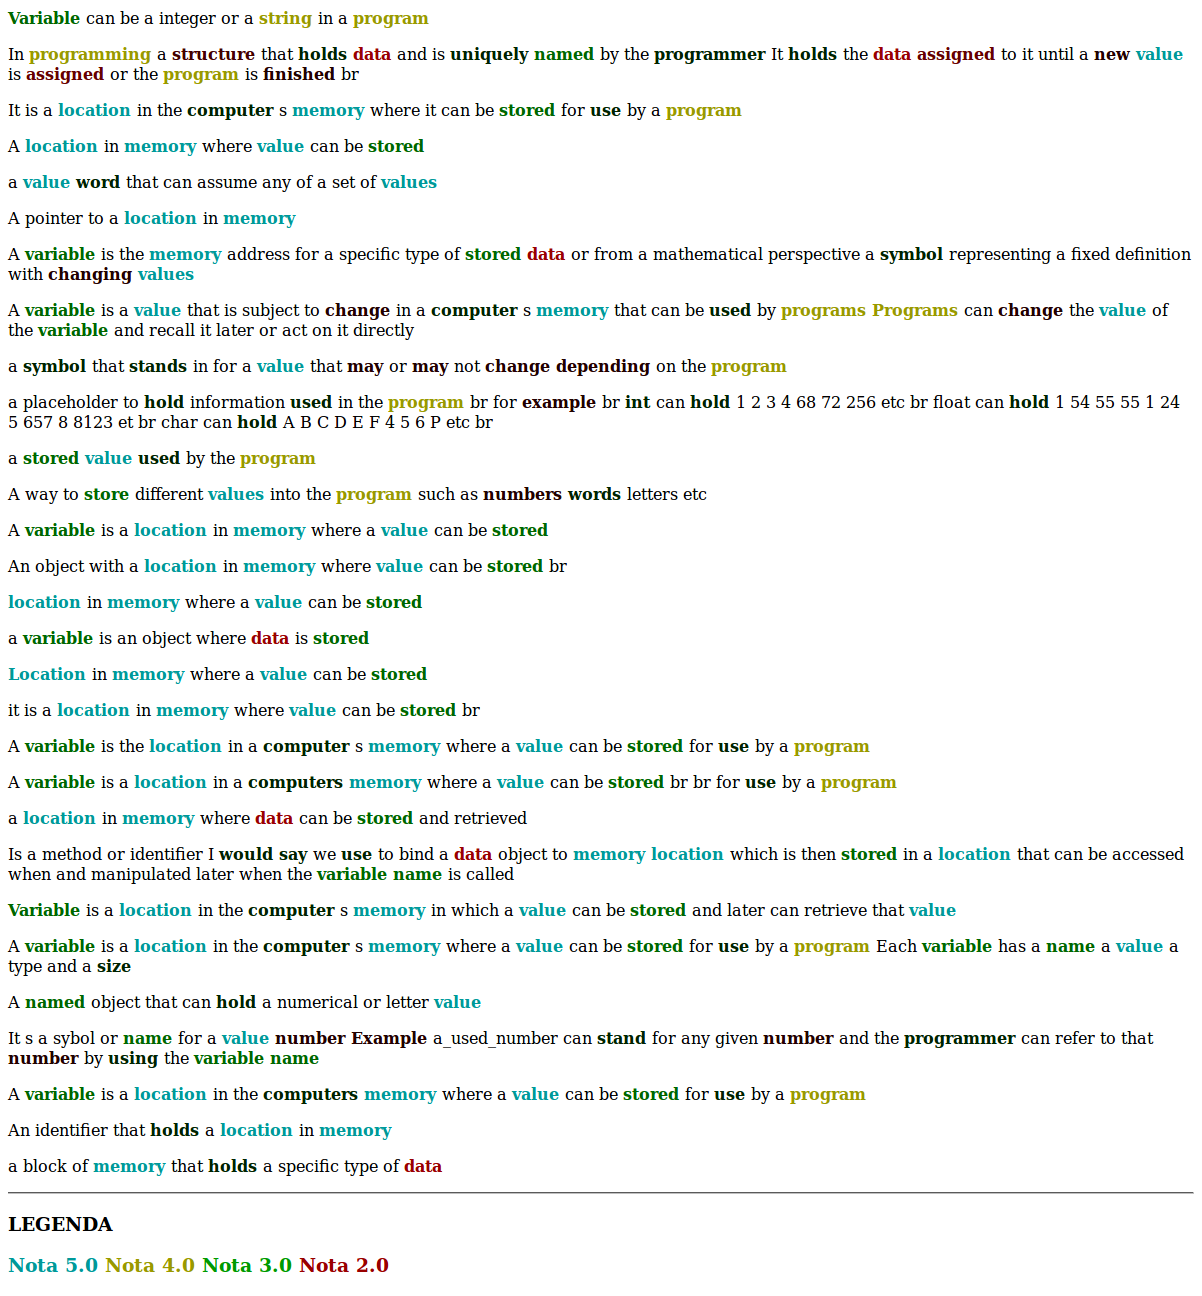 Variable can be a integer or a string in a program
In programming a structure that holds data and is uniquely named by the programmer It holds the data assigned to it until a new value
is assigned or the program is finished br
It is a location in the computer s memory where it can be stored for use by a program
A location in memory where value can be stored
a value word that can assume any of a set of values
A pointer to a location in memory
A variable is the memory address for a specific type of stored data or from a mathematical perspective a symbol representing a fixed definition
with changing values
A variable is a value that is subject to change in a computer s memory that can be used by programs Programs can change the value of
the variable and recall it later or act on it directly
a symbol that stands in for a value that may or may not change depending on the program
a placeholder to hold information used in the program br for example br int can hold 1 2 3 4 68 72 256 etc br float can hold 1 54 55 55 1 24
5 657 8 8123 et br char can hold A B C D E F 4 5 6 P etc br
a stored value used by the program
A way to store different values into the program such as numbers words letters etc
A variable is a location in memory where a value can be stored
An object with a location in memory where value can be stored br
location in memory where a value can be stored
a variable is an object where data is stored
Location in memory where a value can be stored
it is a location in memory where value can be stored br
A variable is the location in a computer s memory where a value can be stored for use by a program
A variable is a location in a computers memory where a value can be stored br br for use by a program
a location in memory where data can be stored and retrieved
Is a method or identifier I would say we use to bind a data object to memory location which is then stored in a location that can be accessed
when and manipulated later when the variable name is called
Variable is a location in the computer s memory in which a value can be stored and later can retrieve that value
A variable is a location in the computer s memory where a value can be stored for use by a program Each variable has a name a value a
type and a size
A named object that can hold a numerical or letter value
It s a sybol or name for a value number Example a_used_number can stand for any given number and the programmer can refer to that
number by using the variable name
A variable is a location in the computers memory where a value can be stored for use by a program
An identifier that holds a location in memory
a block of memory that holds a specific type of data
LEGENDA
Nota 5.0 Nota 4.0 Nota 3.0 Nota 2.0